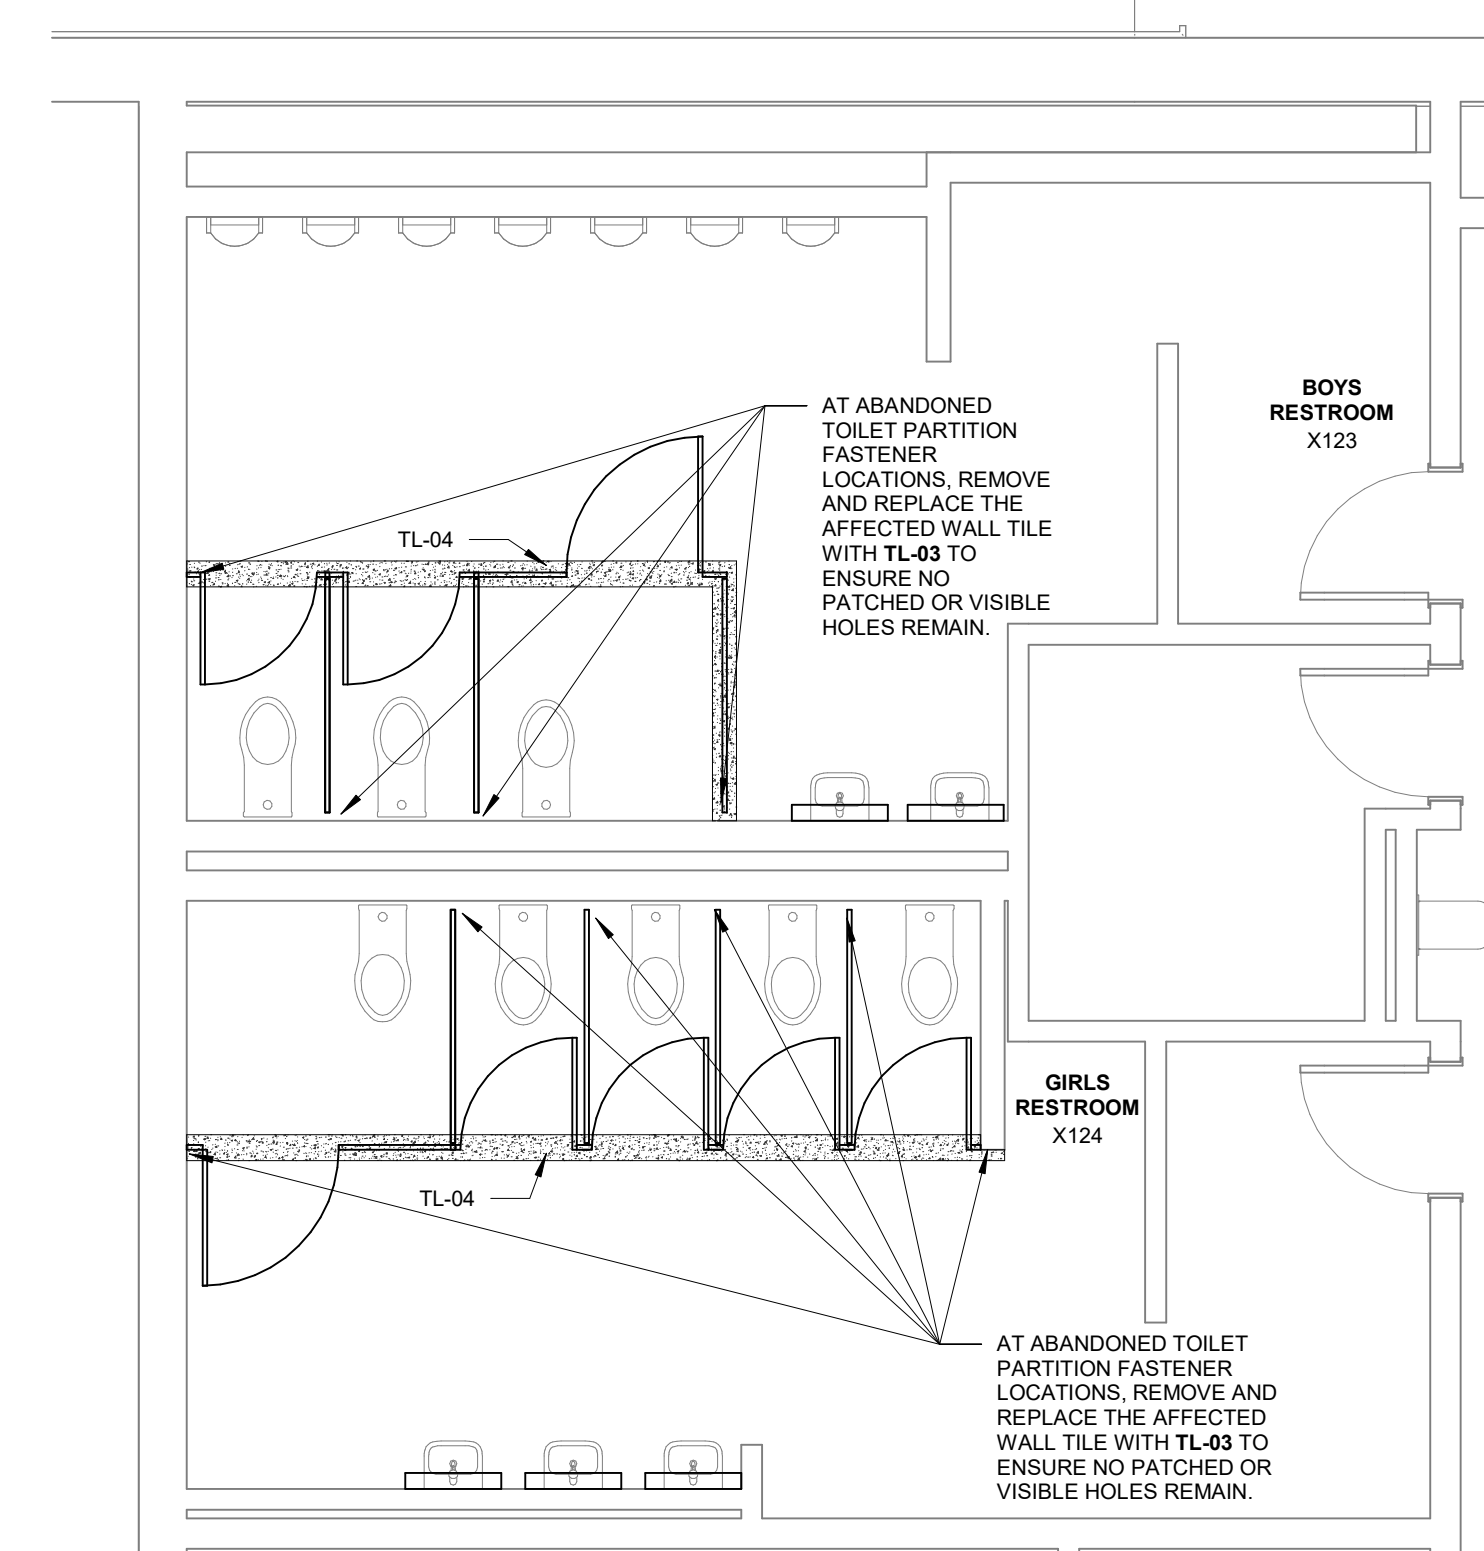 BOYS
RESTROOM
X123
AT ABANDONED
TOILET PARTITION
FASTENER
LOCATIONS, REMOVE
AND REPLACE THE
AFFECTED WALL TILE
WITH TL-03 TO
ENSURE NO
PATCHED OR VISIBLE
HOLES REMAIN.
TL-04
GIRLS
RESTROOM
X124
TL-04
AT ABANDONED TOILET
PARTITION FASTENER
LOCATIONS, REMOVE AND
REPLACE THE AFFECTED
WALL TILE WITH TL-03 TO
ENSURE NO PATCHED OR
VISIBLE HOLES REMAIN.